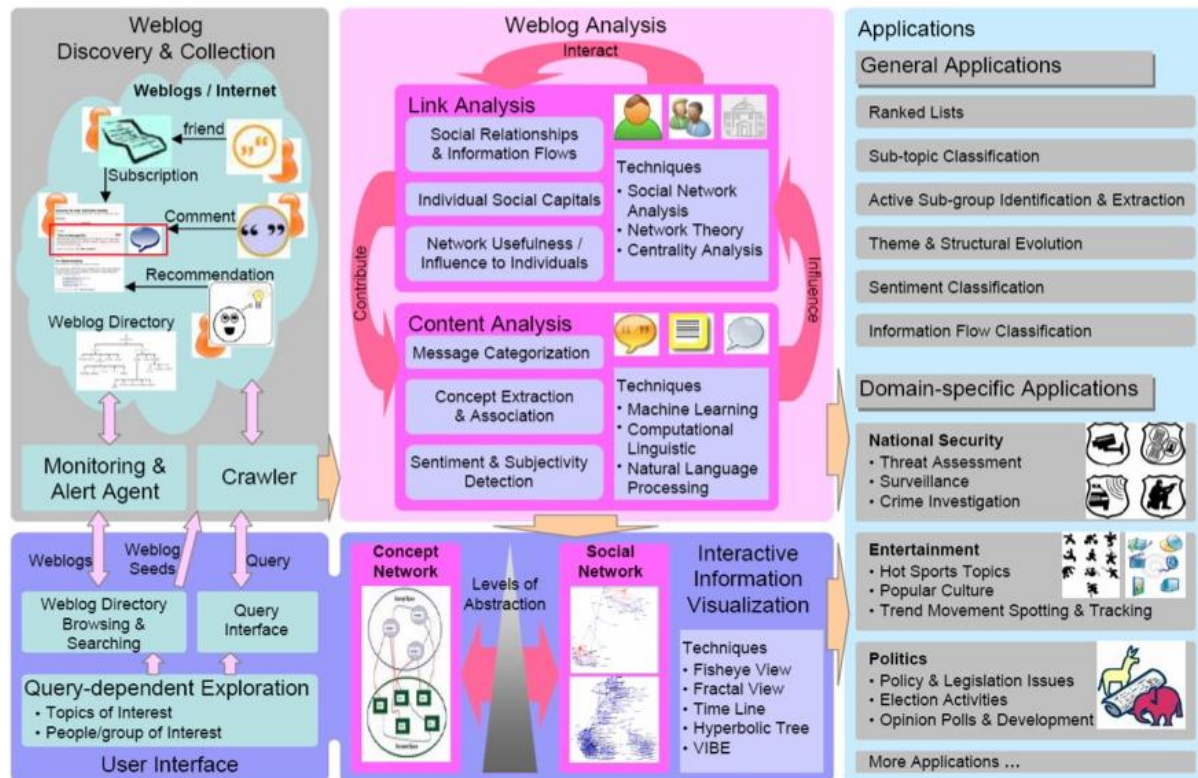 Weblog
Discovery & Collection
Weblogs / Internet
friend
Subscription
Comment
Recommendation
Weblog Directory
Monitoring &
Alert Agent
Crawler
Weblogs
Weblog
Seeds
Query
Weblog Directory
Browsing &
Searching
Query
Interface
Query-dependent Exploration
• Topics of Interest
• People/group of Interest
User Interface
Weblog Analysis
Interact
Link Analysis
Social Relationships
& Information Flows
Individual Social Capitals
Network Usefulness /
Influence to Individuals
Techniques
• Social Network
Analysis
• Network Theory
• Centrality Analysis
Contribute
Influence
Content Analysis
Message Categorization
Concept Extraction
& Association
Sentiment & Subjectivity
Detection
Techniques
• Machine Learning
• Computational
Linguistic
• Natural Language
Processing
Concept
Network
Levels of
Abstraction
Social
Network
Interactive
Information
Visualization
Techniques
• Fisheye View
• Fractal View
• Time Line
• Hyperbolic Tree
• VIBE
Applications
General Applications
Ranked Lists
Sub-topic Classification
Active Sub-group Identification & Extraction
Theme & Structural Evolution
Sentiment Classification
Information Flow Classification
Domain-specific Applications
National Security
• Threat Assessment
• Surveillance
• Crime Investigation
Entertainment
• Hot Sports Topics
• Popular Culture
• Trend Movement Spotting & Tracking
Politics
• Policy & Legislation Issues
• Election Activities
• Opinion Polls & Development
More Applications ...